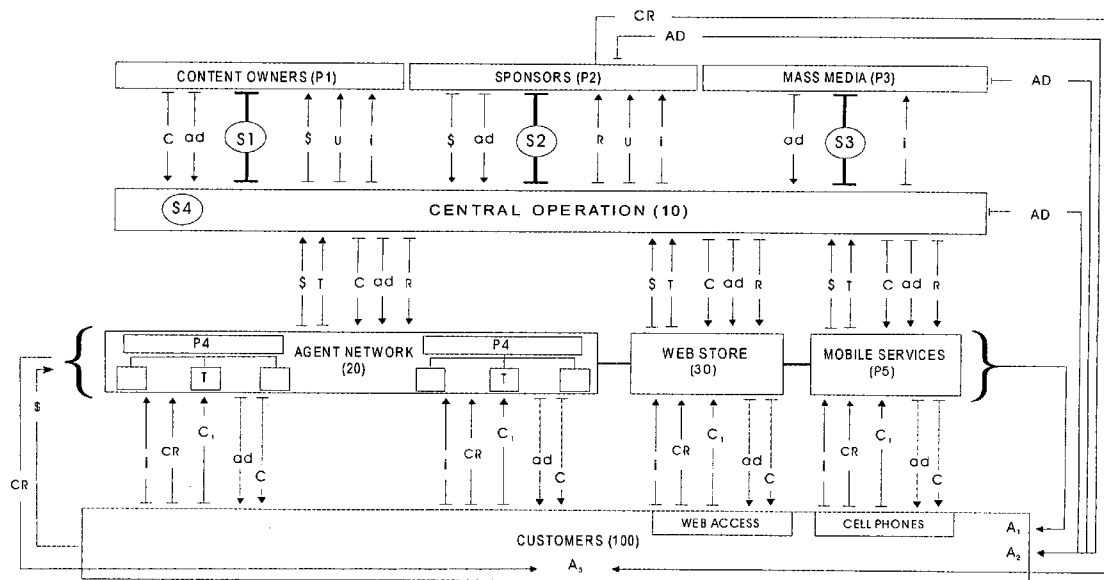 CR
AD
CONTENT OWNERS (P1) SPONSORS (P2) MASS MEDIA (P3) AD
C ad S1 $ u i $ ad S2 R u i ad S3 i
S4 CENTRAL OPERATION (10) AD
$ T C ad R $ T C ad R $ T C ad R
P4 AGENT NETWORK P4 WEB STORE MOBILE SERVICES
(20) (30) (P5)
T T
$
i CR C₁ ad C i CR C₁ ad C i CR C₁ ad C i CR C₁ ad C
CR
WEB ACCESS CELL PHONES A₁
CUSTOMERS (100) A₂
A₃